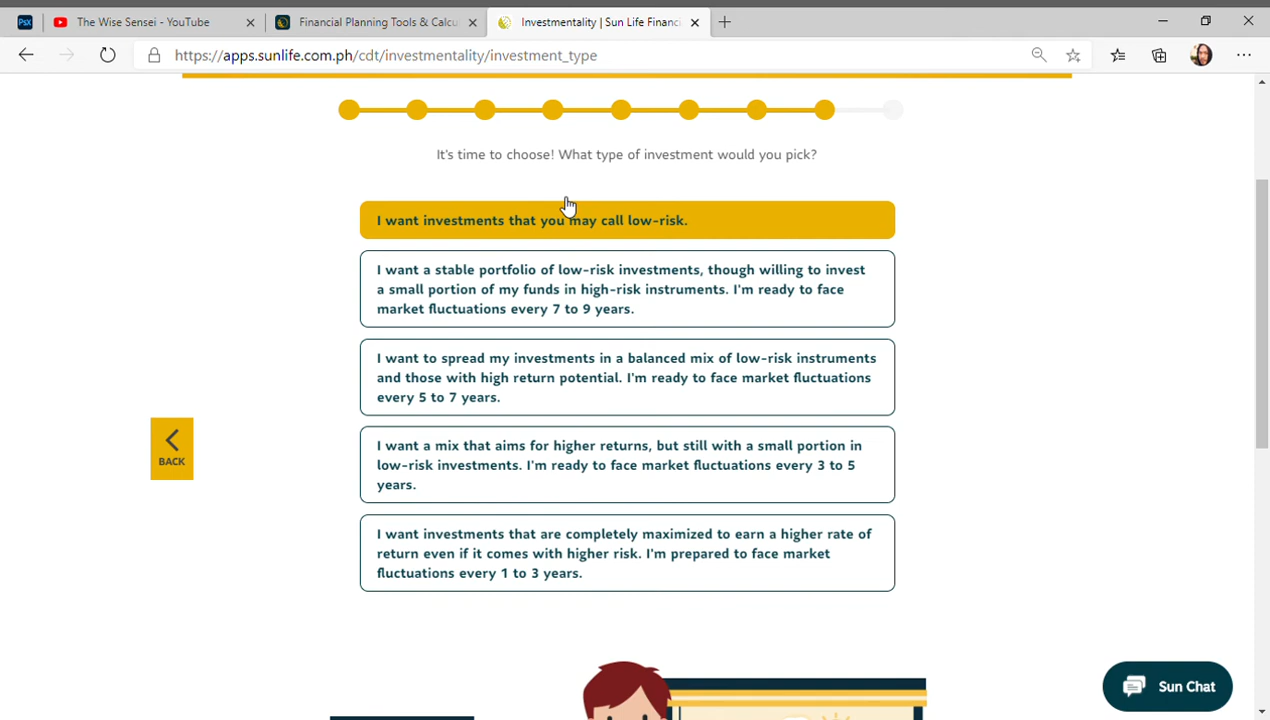 The Wise Sensei - YouTube
Financial Planning Tools & Calcu
Investmentality | Sun Life Financi
https://apps.sunlife.com.ph/cdt/investmentality/investment_type
It's time to choose! What type of investment would you pick?
I want investments that you may call low-risk.
I want a stable portfolio of low-risk investments, though willing to invest
a small portion of my funds in high-risk instruments. I'm ready to face
market fluctuations every 7 to 9 years.
I want to spread my investments in a balanced mix of low-risk instruments
and those with high return potential. I'm ready to face market fluctuations
every 5 to 7 years.
I want a mix that aims for higher returns, but still with a small portion in
low-risk investments. I'm ready to face market fluctuations every 3 to 5
years.
BACK
I want investments that are completely maximized to earn a higher rate of
return even if it comes with higher risk. I'm prepared to face market
fluctuations every 1 to 3 years.
Sun Chat